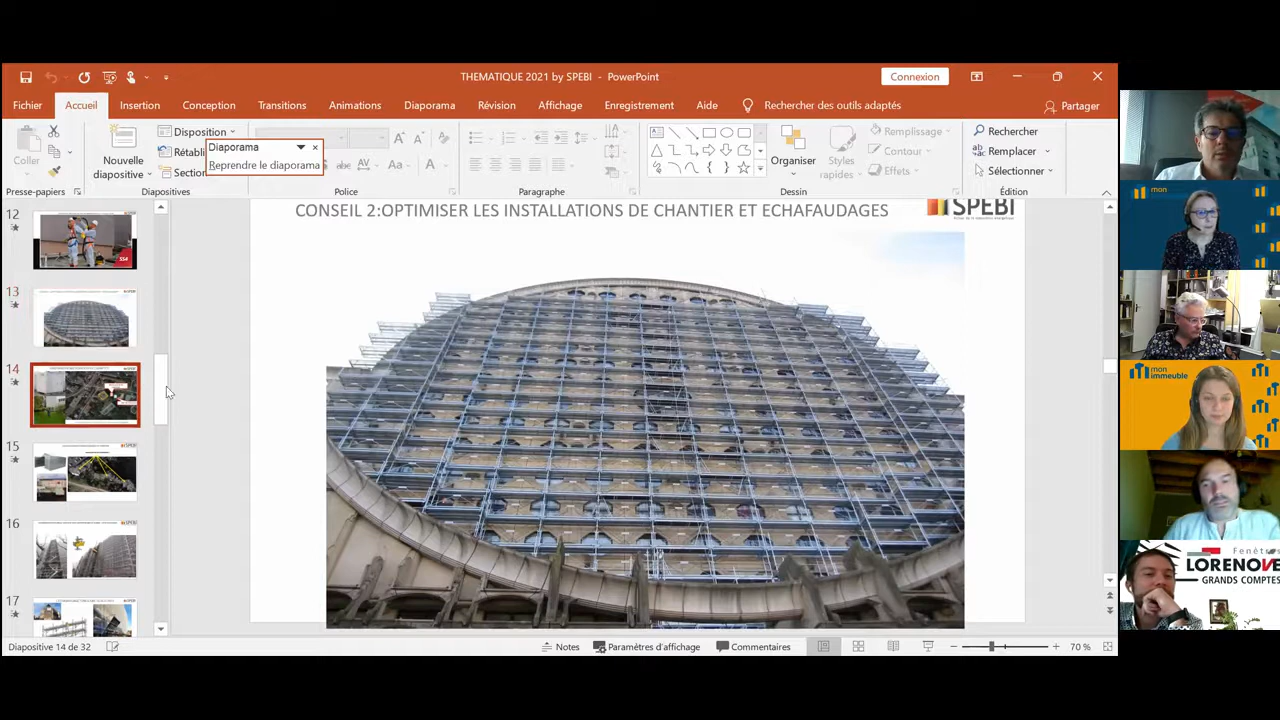 THEMATIQUE 2021 by SPEBI - PowerPoint
Connexion
Fichier
Accueil
Insertion
Conception
Transitions
Animations
Diaporama
Révision
Affichage
Enregistrement
Aide
Rechercher des outils adaptés
Partager
Coller
Nouvelle
diapositive
Disposition
Rétabli
Section
Diaporama
Reprendre le diaporama
Organiser
Styles
rapides
Remplissage
Contour
Effets
Rechercher
Remplacer
Sélectionner
Presse-papiers
Diapositives
Police
Paragraphe
Dessin
Édition
12
13
14
15
16
17
CONSEIL 2:OPTIMISER LES INSTALLATIONS DE CHANTIER ET ECHAFAUDAGES
SPEBI
mon
mon
immeuble
Fenêtres
LORENOVE
GRANDS COMPTES
Diapositive 14 de 32
Notes
Paramètres d'affichage
Commentaires
70 %